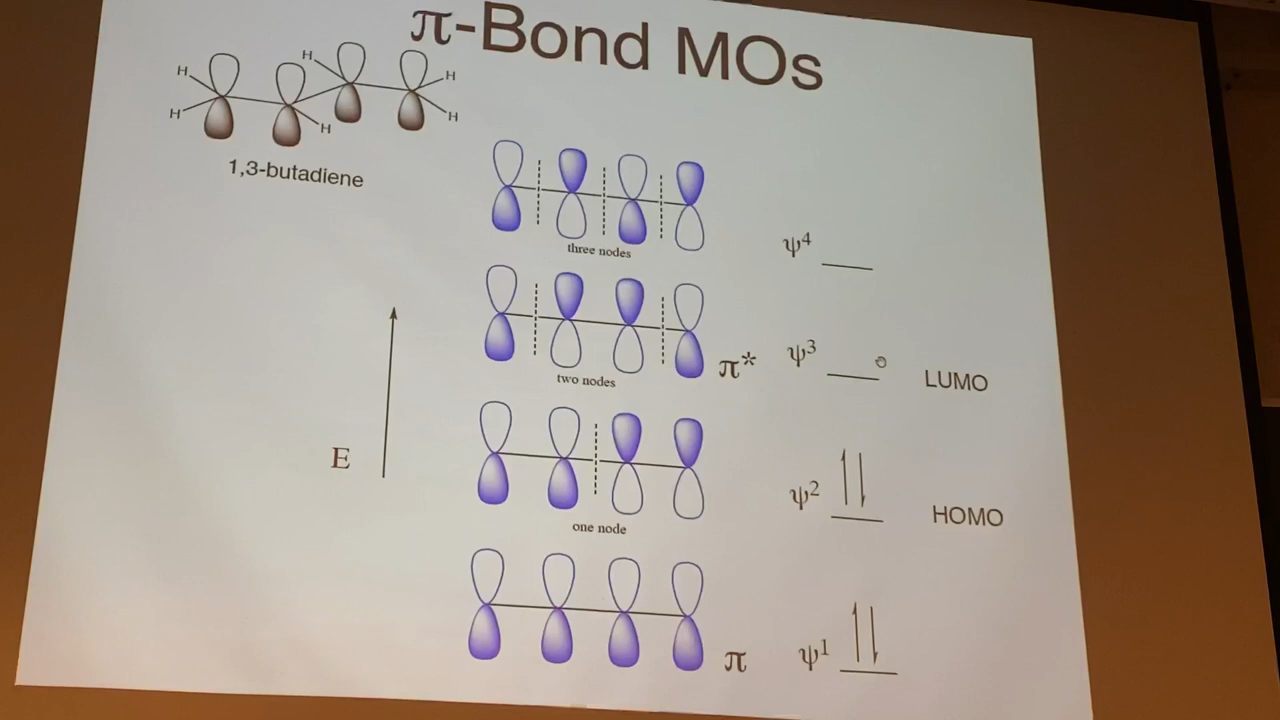 π-Bond MOs
H
H
H
H
H
H
1,3-butadiene
three nodes
ψ4
two nodes
π*
ψ3
LUMO
E
one node
ψ2
HOMO
π
ψ1